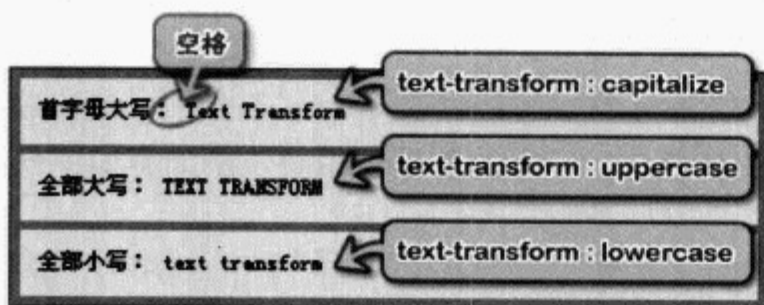 空格
首字母大写： Text Transform
text-transform : capitalize
全部大写： TEXT TRANSFORM
text-transform : uppercase
全部小写： text transform
text-transform : lowercase